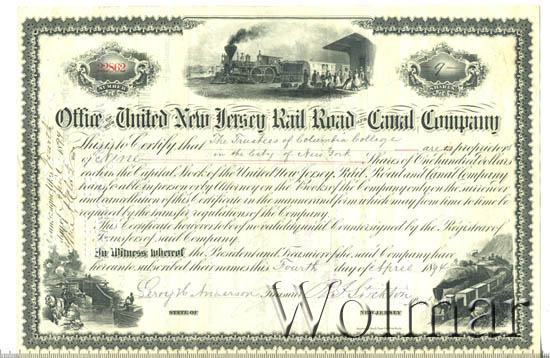 22862
NUMBER
9
SHARES
Office of the United New Jersey Rail Road and Canal Company
This is to Certify that The Trustees of Columbia College
in the City of New York are proprietors
of Nine Shares of One Hundred dollars
each in the Capital Stock of the United New Jersey Rail Road and Canal Company
transferable in person or by Attorney on the Books of the Company only on the surrender
and cancellation of this Certificate in the manner and form which may from time to time be
required by the transfer regulations of the Company.
This Certificate however to be not valid until Countersigned by the Registrar of
Transfers of said Company.
In Witness whereof the President and Treasurer of the said Company have
hereunto subscribed their names this Fourth day of April 1894
Leroy H Anderson Treasurer
STATE OF NEW JERSEY
Wolmar